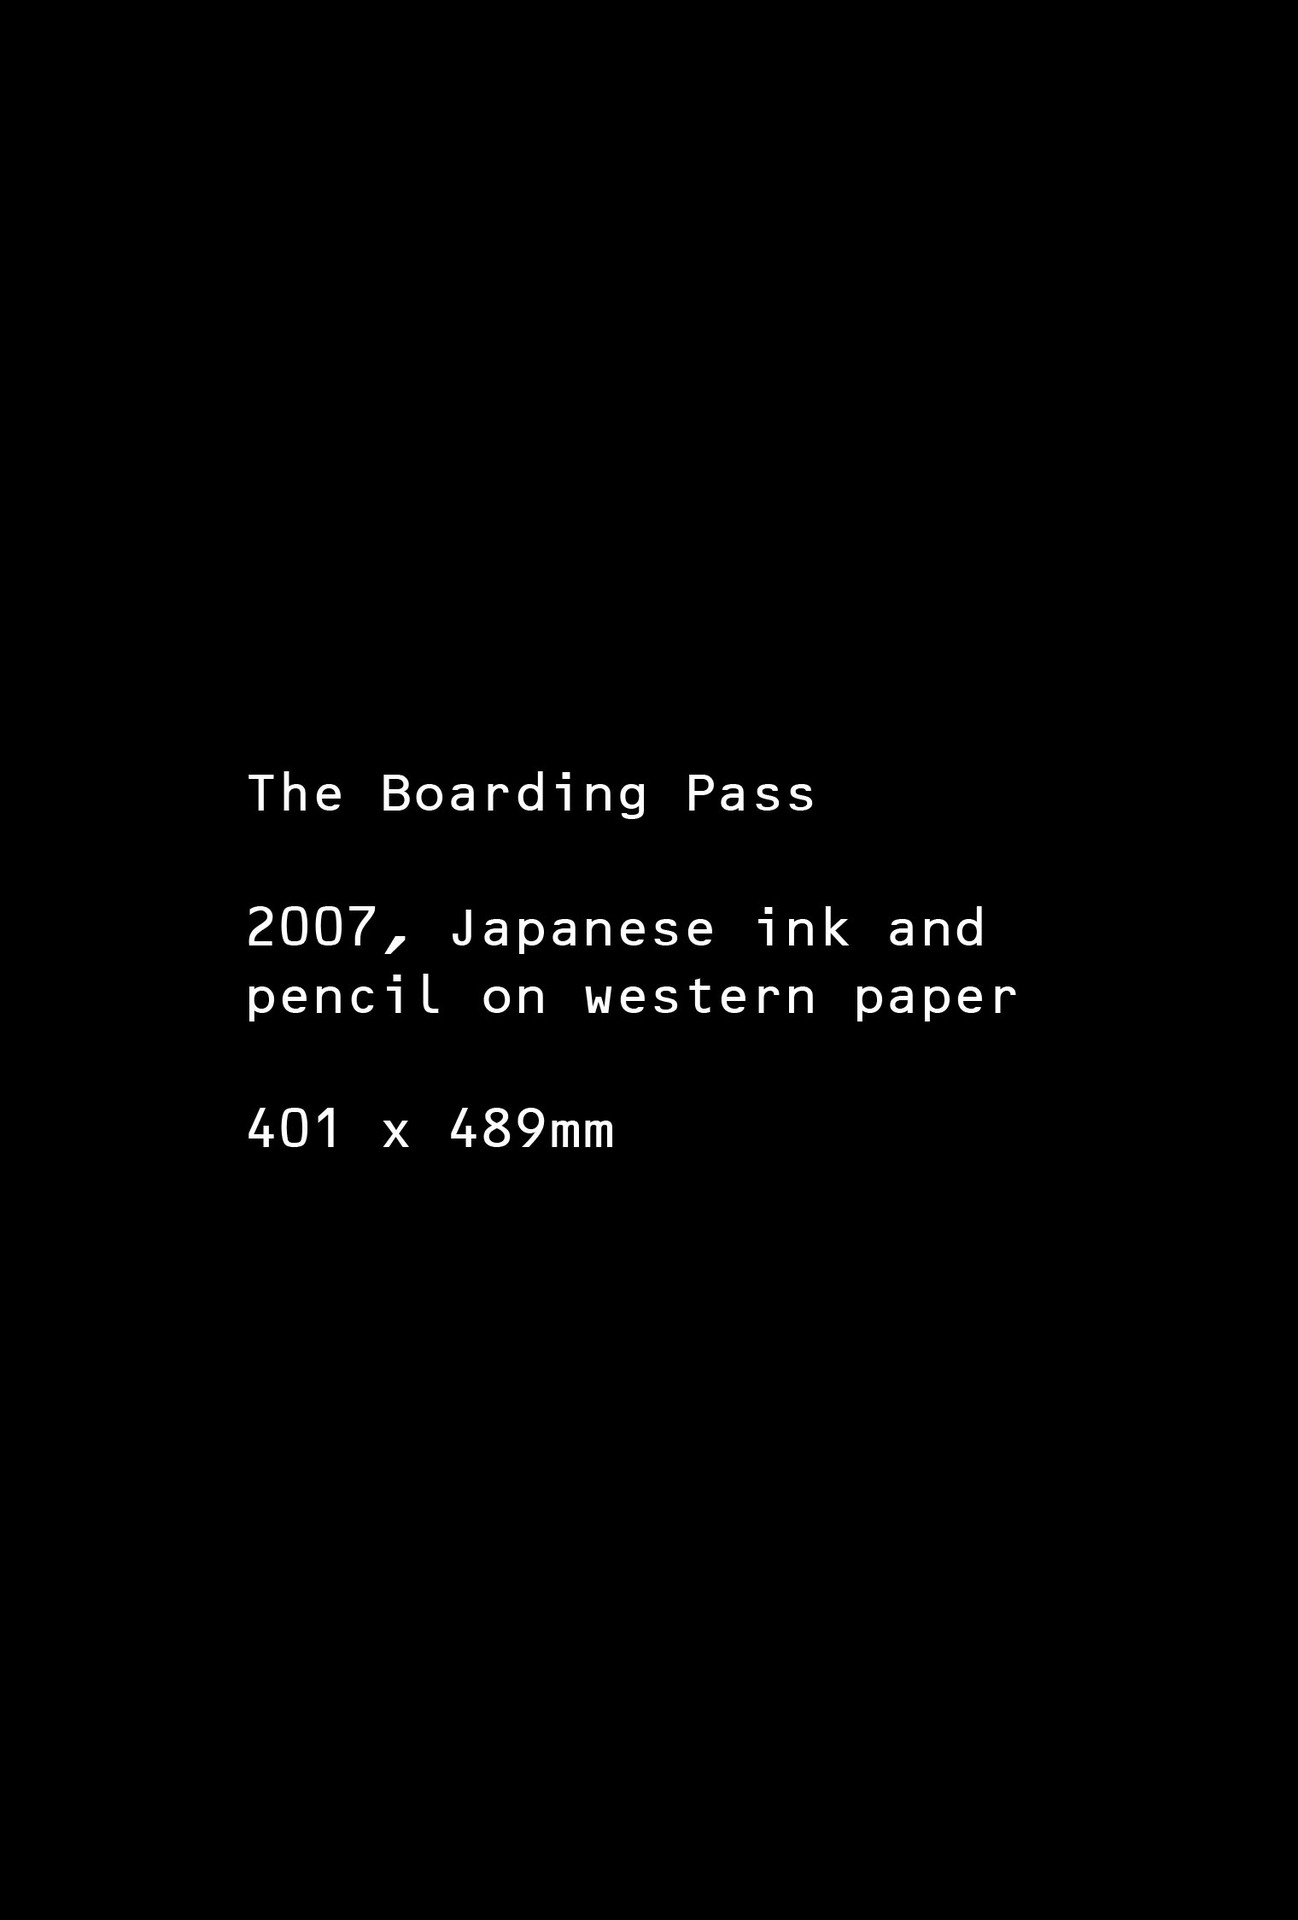 The Boarding Pass
2007, Japanese ink and
pencil on western paper
401 x 489mm